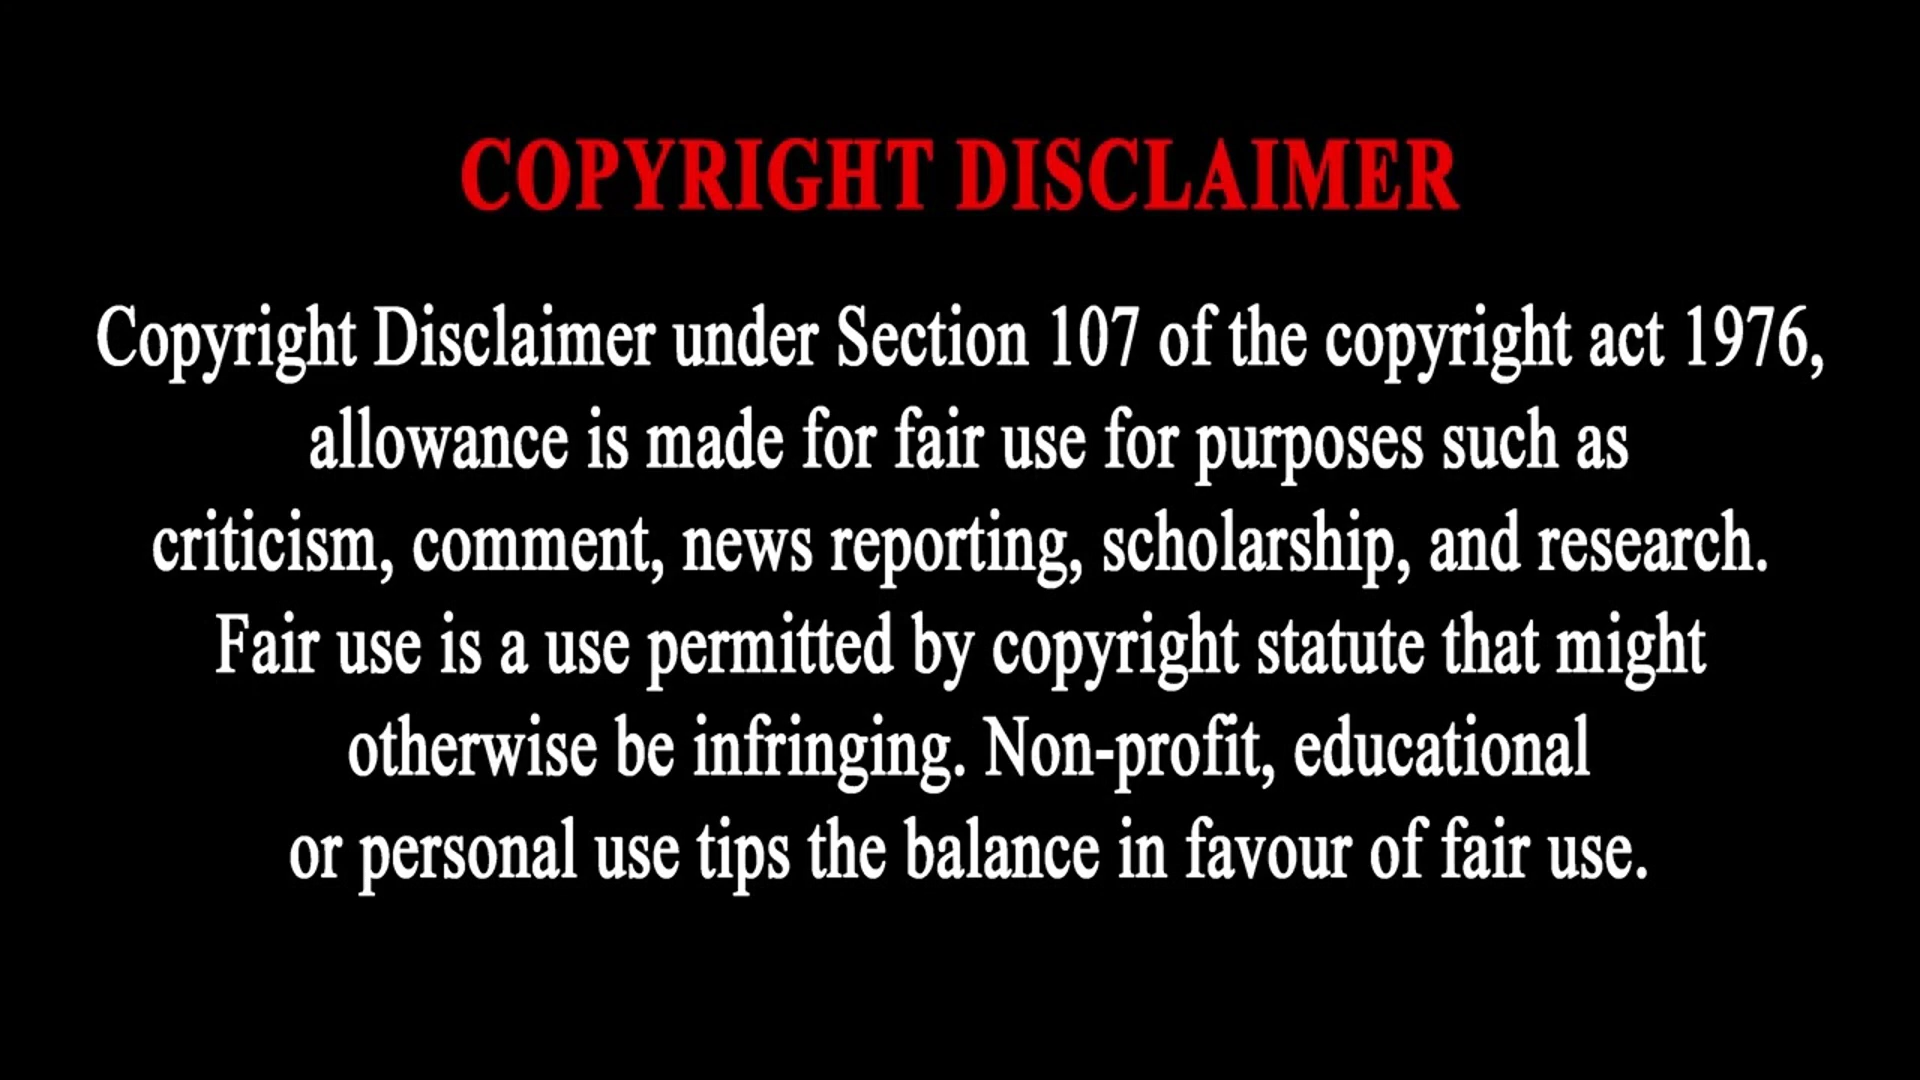 COPYRIGHT DISCLAIMER
Copyright Disclaimer under Section 107 of the copyright act 1976,
allowance is made for fair use for purposes such as
criticism, comment, news reporting, scholarship, and research.
Fair use is a use permitted by copyright statute that might
otherwise be infringing. Non-profit, educational
or personal use tips the balance in favour of fair use.